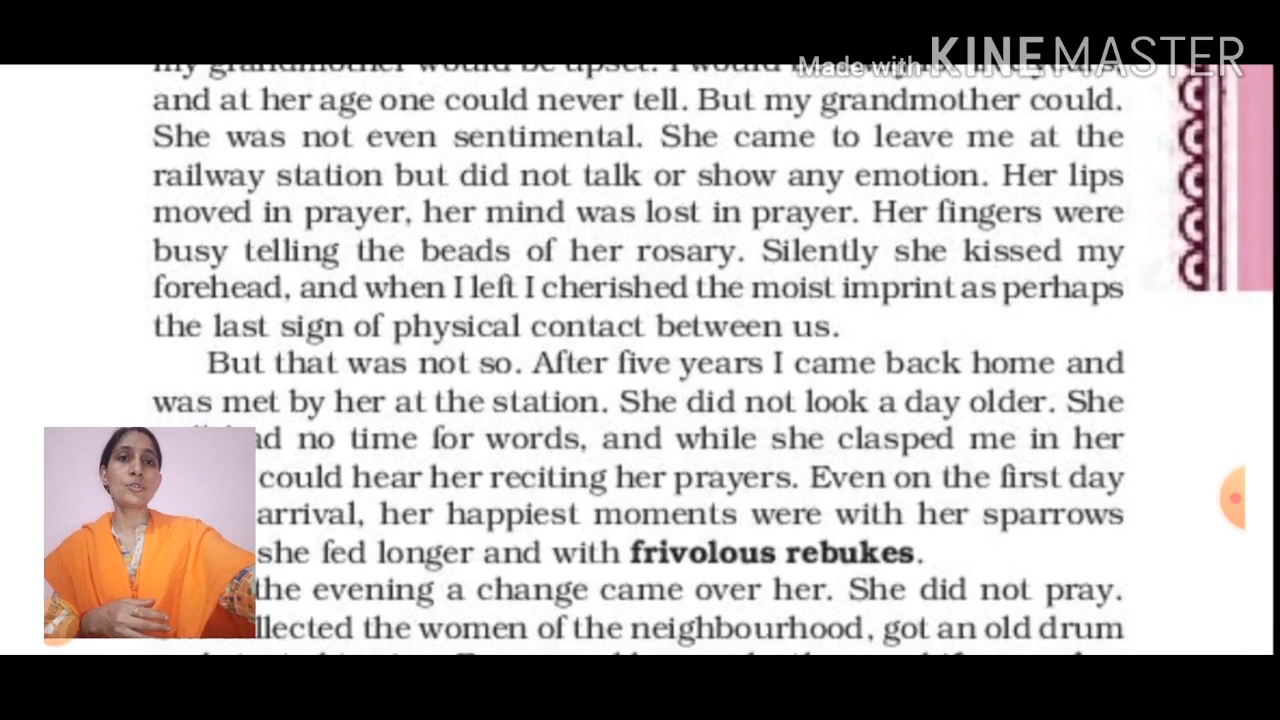 Made with KINEMASTER
my grandmother would be upset. I would
and at her age one could never tell. But my grandmother could.
She was not even sentimental. She came to leave me at the
railway station but did not talk or show any emotion. Her lips
moved in prayer, her mind was lost in prayer. Her fingers were
busy telling the beads of her rosary. Silently she kissed my
forehead, and when I left I cherished the moist imprint as perhaps
the last sign of physical contact between us.
But that was not so. After five years I came back home and
was met by her at the station. She did not look a day older. She
no time for words, and while she clasped me in her
could hear her reciting her prayers. Even on the first day
arrival, her happiest moments were with her sparrows
she fed longer and with frivolous rebukes.
the evening a change came over her. She did not pray.
the women of the neighbourhood, got an old drum